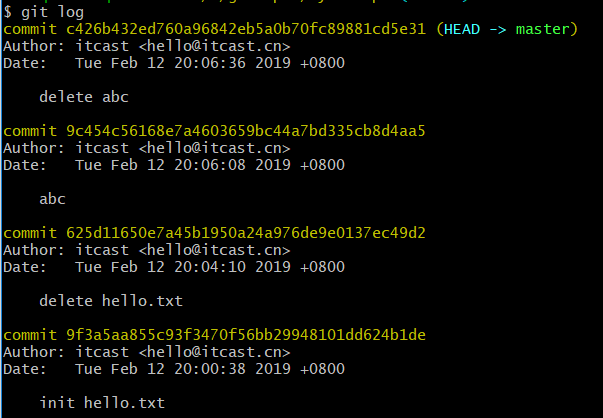 $ git log
commit c426b432ed760a96842eb5a0b70fc89881cd5e31 (HEAD -> master)
Author: itcast <hello@itcast.cn>
Date:   Tue Feb 12 20:06:36 2019 +0800
delete abc
commit 9c454c56168e7a4603659bc44a7bd335cb8d4aa5
Author: itcast <hello@itcast.cn>
Date:   Tue Feb 12 20:06:08 2019 +0800
abc
commit 625d11650e7a45b1950a24a976de9e0137ec49d2
Author: itcast <hello@itcast.cn>
Date:   Tue Feb 12 20:04:10 2019 +0800
delete hello.txt
commit 9f3a5aa855c93f3470f56bb29948101dd624b1de
Author: itcast <hello@itcast.cn>
Date:   Tue Feb 12 20:00:38 2019 +0800
init hello.txt